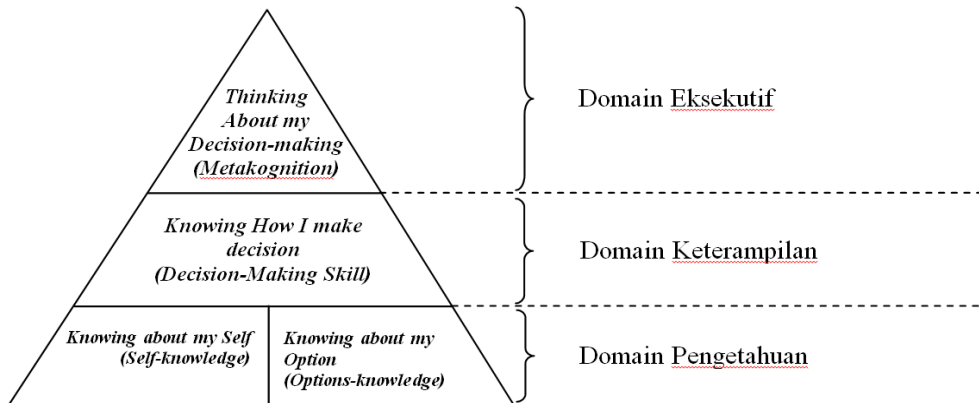 Thinking
About my
Decision-making
(Metakognition)
Domain Eksekutif
Knowing How I make
decision
(Decision-Making Skill)
Domain Keterampilan
Knowing about my Self
(Self-knowledge)
Knowing about my
Option
(Options-knowledge)
Domain Pengetahuan